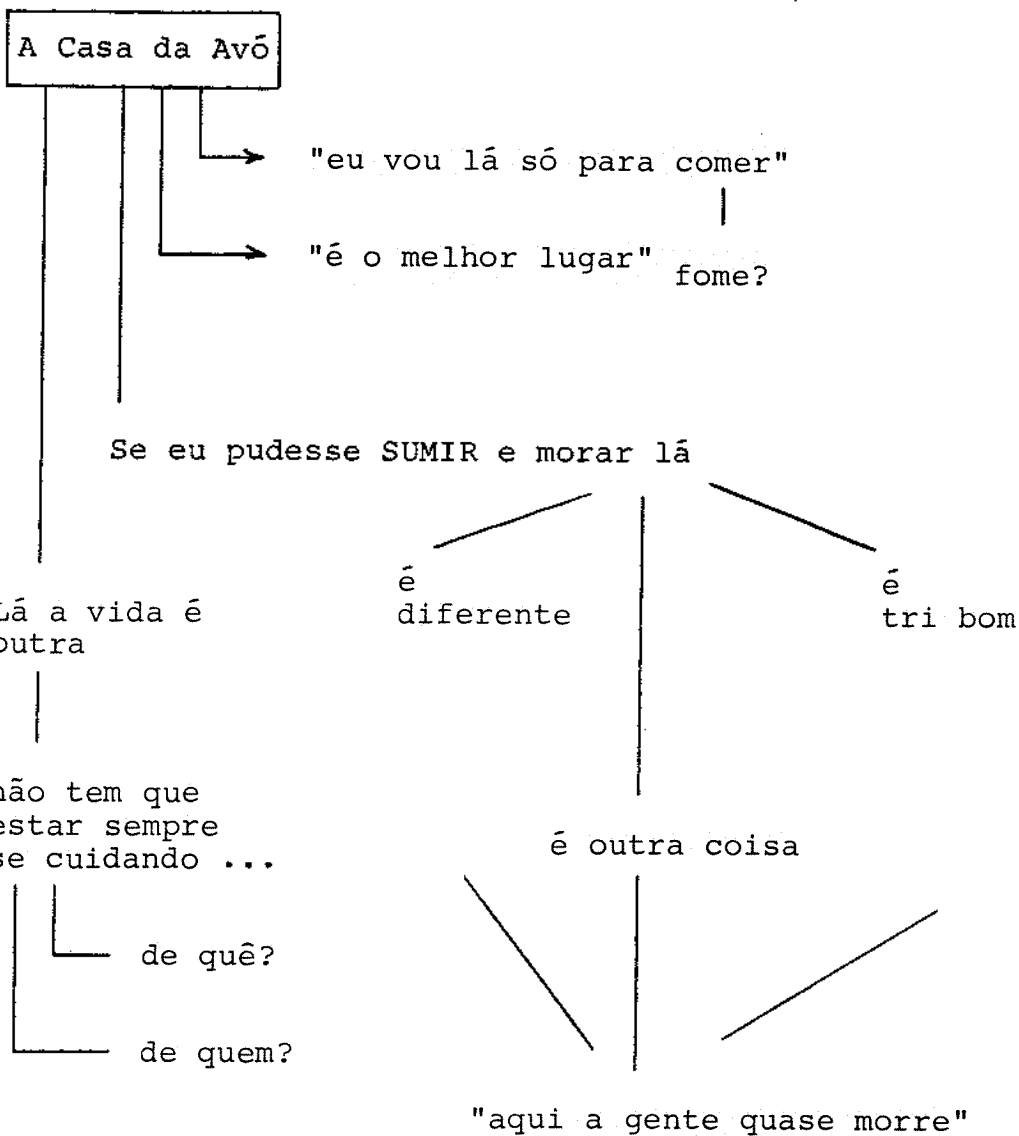 A Casa da Avó
"eu vou lá só para comer"
"é o melhor lugar"
fome?
Se eu pudesse SUMIR e morar lá
é
diferente
é
tri bom
Lá a vida é
outra
não tem que
estar sempre
se cuidando ...
é outra coisa
de quê?
de quem?
"aqui a gente quase morre"